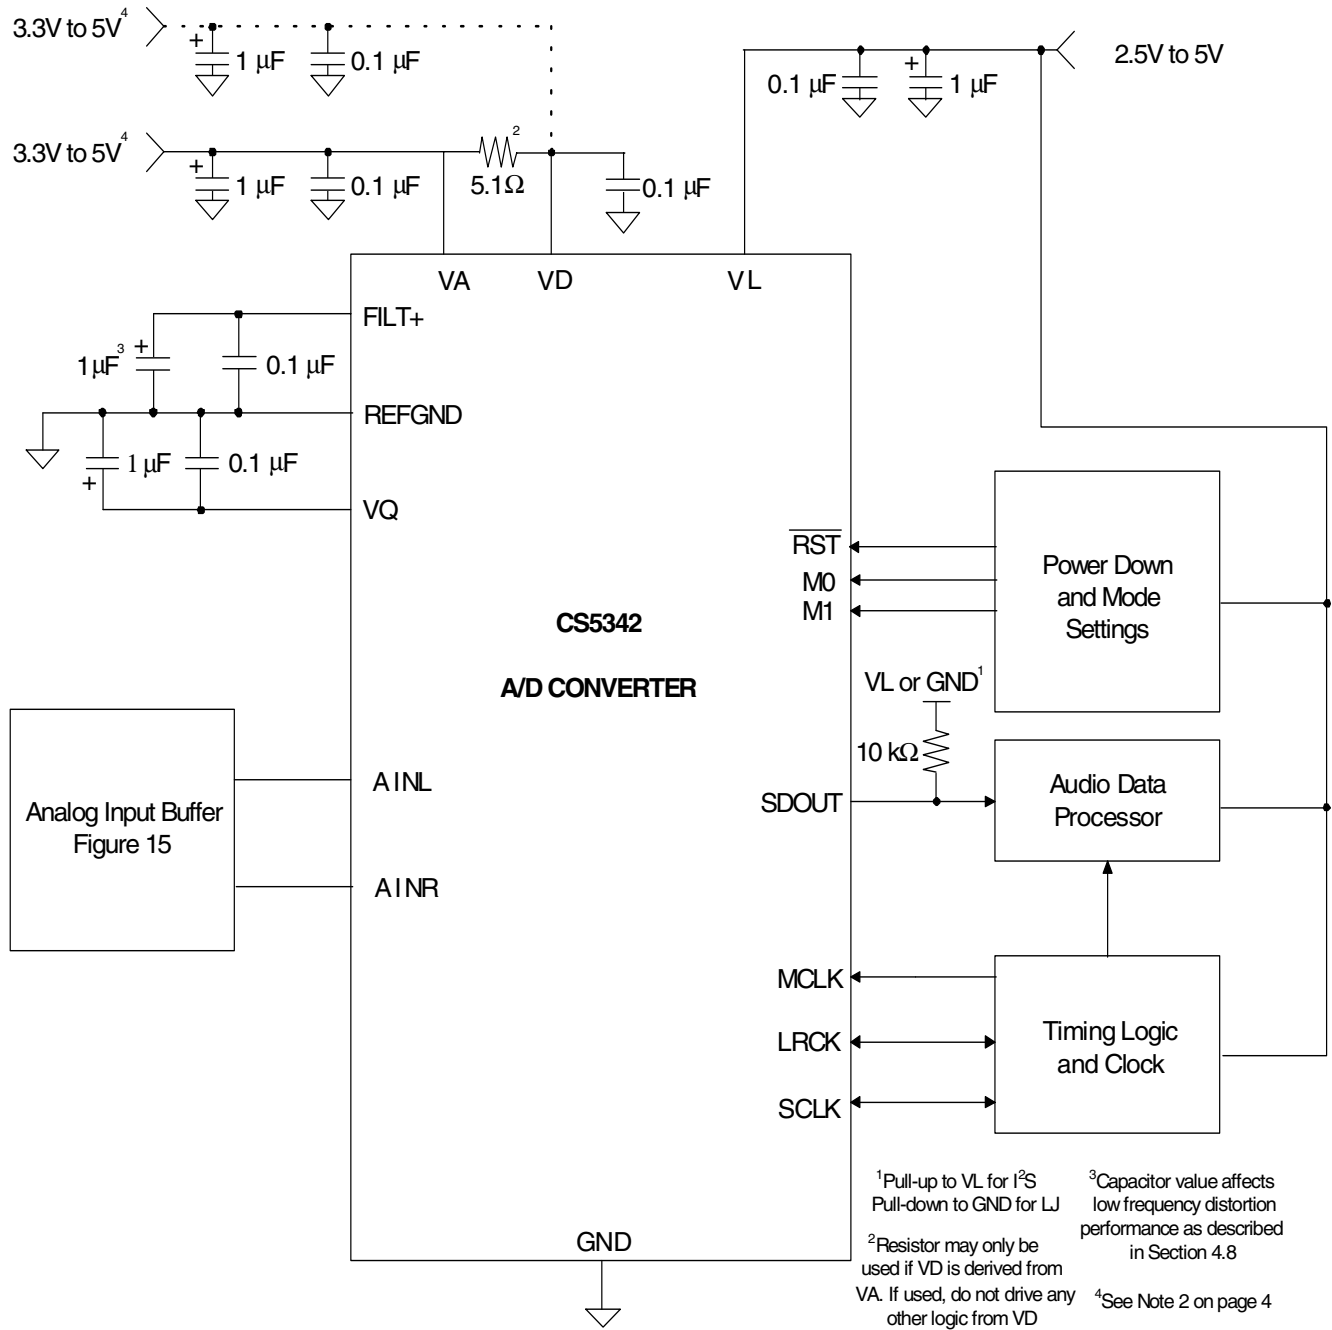 3.3V to 5V⁴
+
1 µF
0.1 µF
0.1 µF
+
1 µF
2.5V to 5V
3.3V to 5V⁴
+
1 µF
0.1 µF
2
5.1Ω
0.1 µF
VA
VD
VL
FILT+
+
1µF³
0.1 µF
REFGND
1 µF
+
0.1 µF
VQ
RST
M0
M1
Power Down
and Mode
Settings
CS5342
A/D CONVERTER
VL or GND¹
10 kΩ
Analog Input Buffer
Figure 15
AINL
AINR
SDOUT
Audio Data
Processor
MCLK
LRCK
SCLK
Timing Logic
and Clock
GND
¹Pull-up to VL for I²S
Pull-down to GND for LJ
²Resistor may only be
used if VD is derived from
VA. If used, do not drive any
other logic from VD
³Capacitor value affects
low frequency distortion
performance as described
in Section 4.8
⁴See Note 2 on page 4